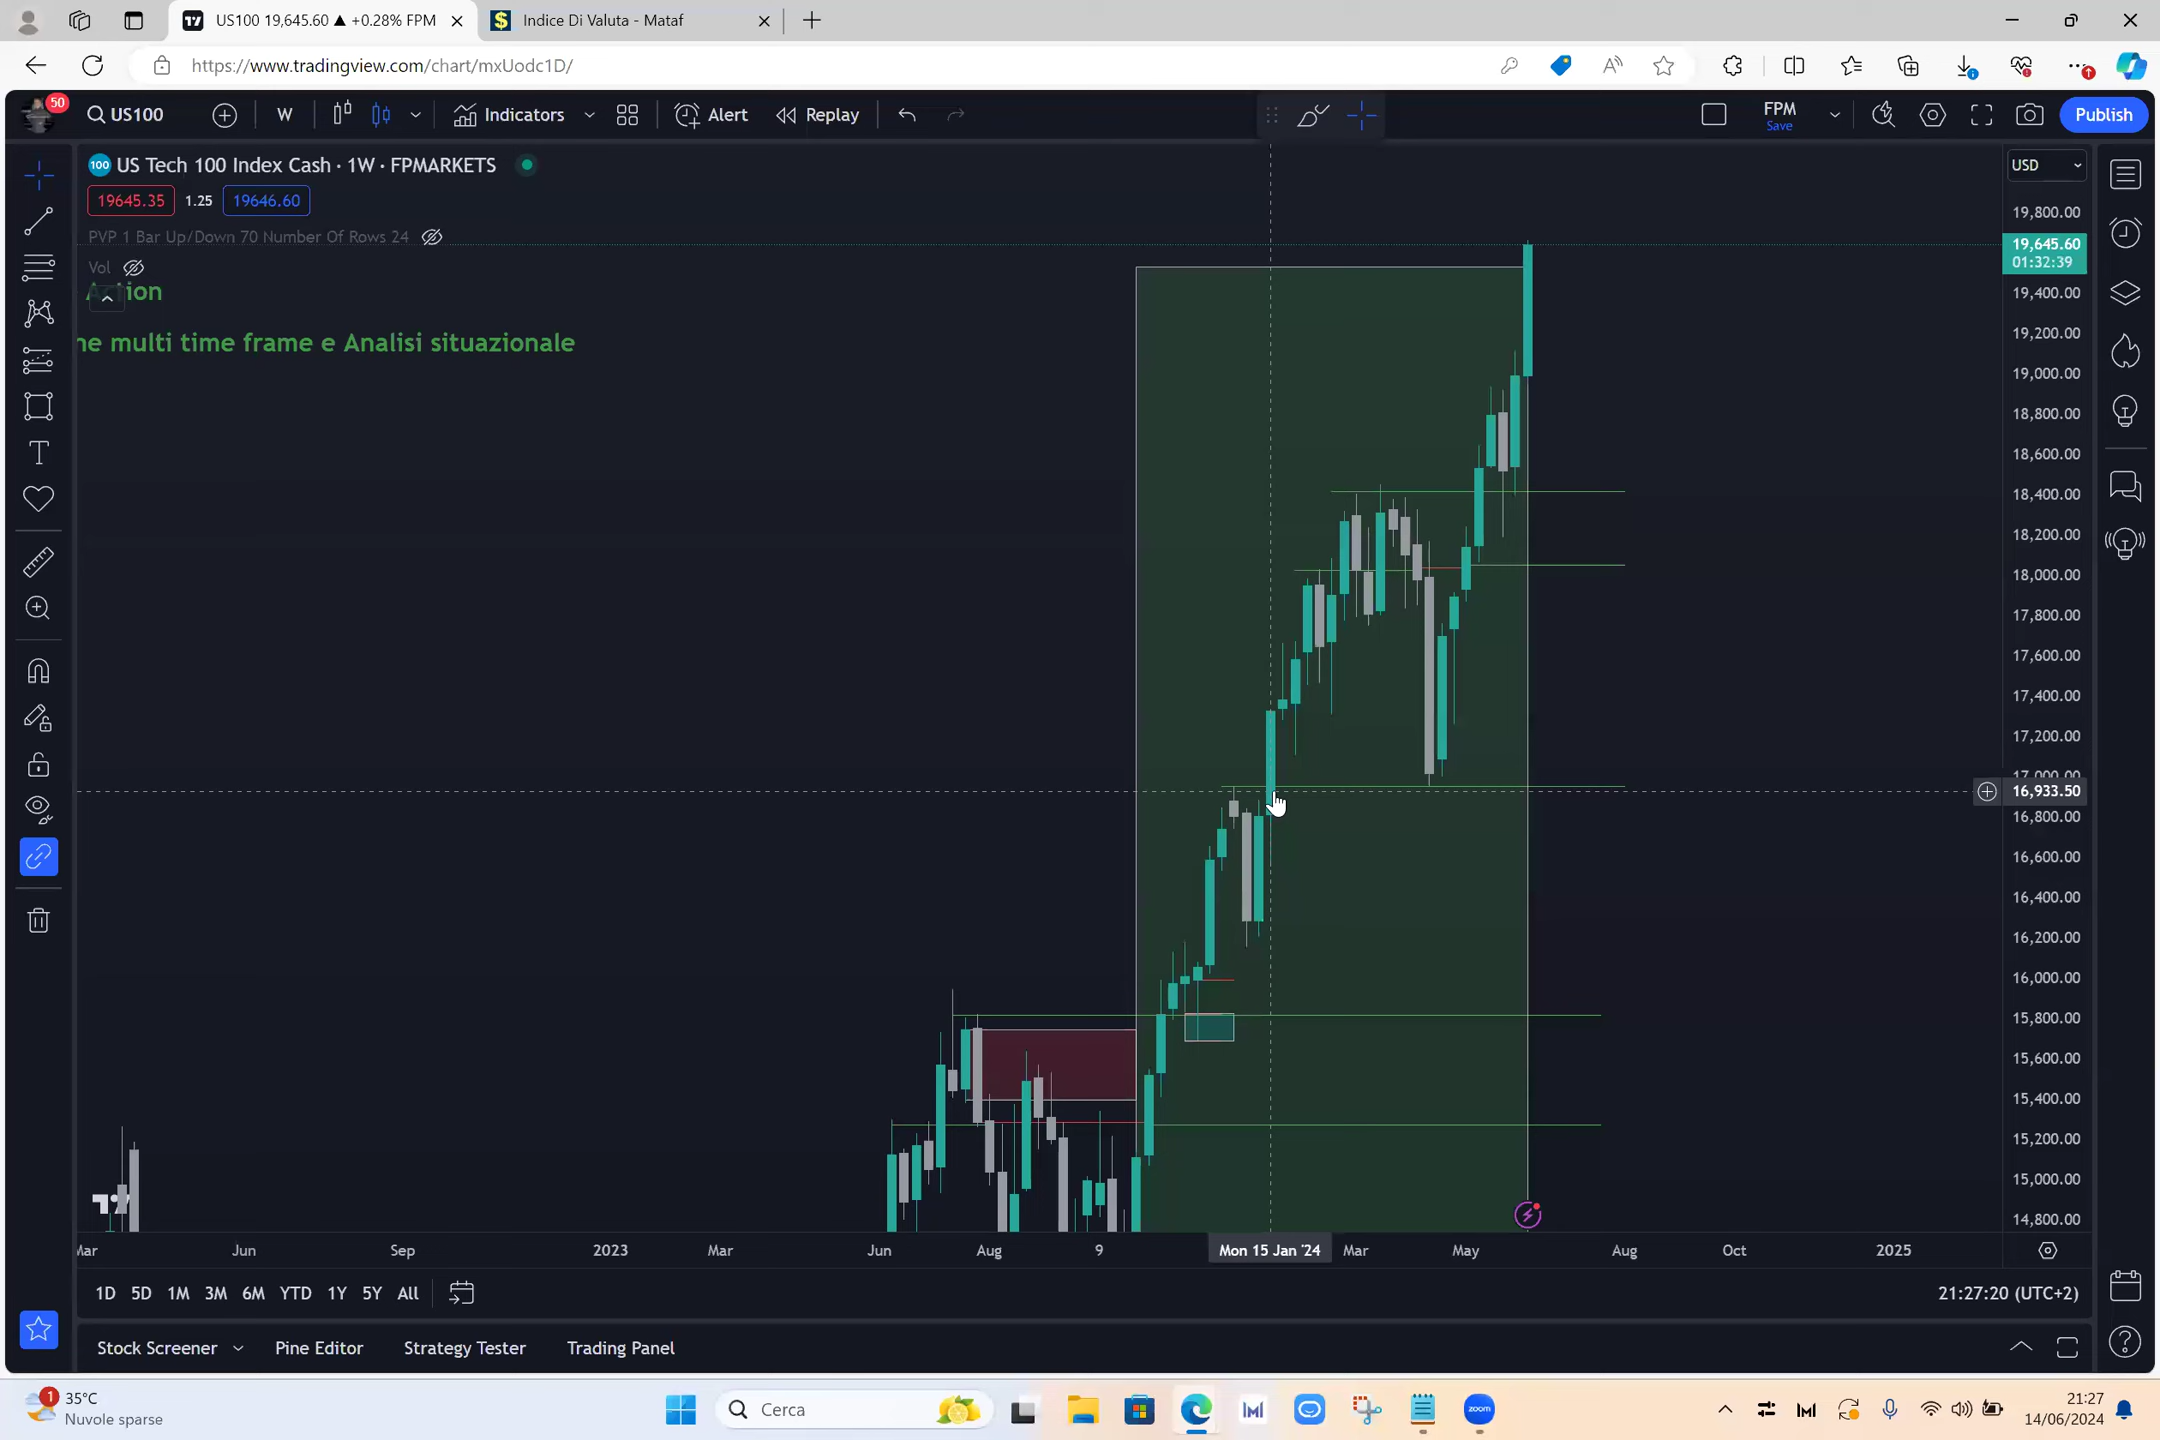 US100 19,645.60 ▲ +0.28% FPM
Indice Di Valuta - Mataf
https://www.tradingview.com/chart/mxUodc1D/
50
US100
W
Indicators
Alert
Replay
FPM
Save
Publish
100 US Tech 100 Index Cash · 1W · FPMARKETS
USD
19645.35
1.25
19646.60
PVP 1 Bar Up/Down 70 Number Of Rows 24
Vol
ne multi time frame e Analisi situazionale
19,800.00
19,645.60
01:32:39
19,400.00
19,200.00
19,000.00
18,800.00
18,600.00
18,400.00
18,200.00
18,000.00
17,800.00
17,600.00
17,400.00
17,200.00
17,000.00
16,933.50
16,800.00
16,600.00
16,400.00
16,200.00
16,000.00
15,800.00
15,600.00
15,400.00
15,200.00
15,000.00
14,800.00
Mar
Jun
Sep
2023
Mar
Jun
Aug
9
Mon 15 Jan '24
Mar
May
Aug
Oct
2025
1D 5D 1M 3M 6M YTD 1Y 5Y All
21:27:20 (UTC+2)
Stock Screener
Pine Editor
Strategy Tester
Trading Panel
1
35°C
Nuvole sparse
Cerca
zoom
21:27
14/06/2024